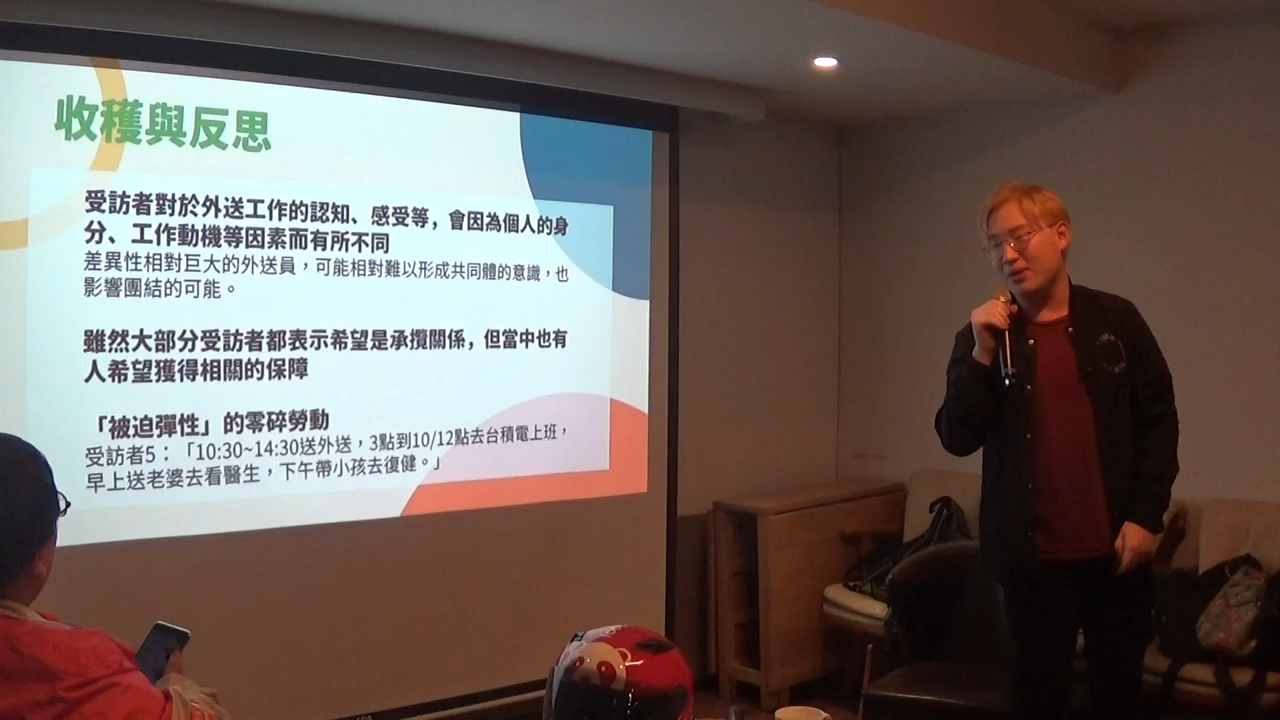 收穫與反思
受訪者對於外送工作的認知、感受等，會因為個人的身
分、工作動機等因素而有所不同
差異性相對巨大的外送員，可能相對難以形成共同體的意識，也
影響團結的可能。
雖然大部分受訪者都表示希望是承攬關係，但當中也有
人希望獲得相關的保障
「被迫彈性」的零碎勞動
受訪者5：「10:30~14:30送外送，3點到10/12點去台積電上班，
早上送老婆去看醫生，下午帶小孩去復健。」